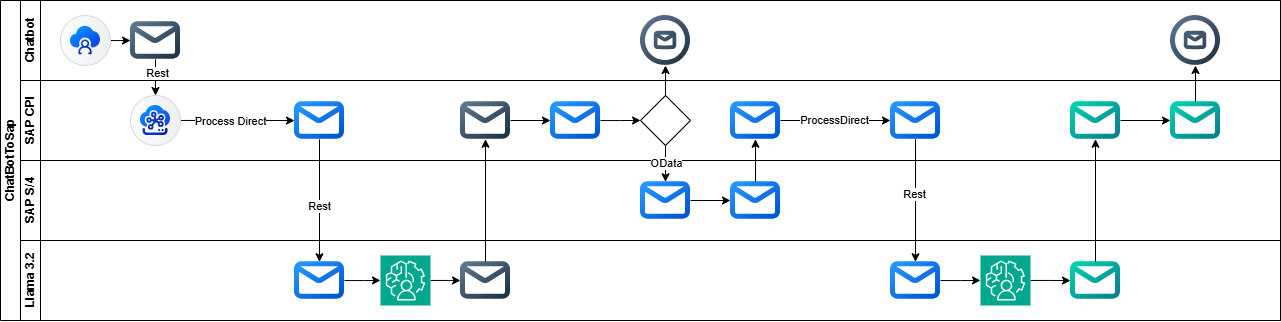 ChatBotToSap
Chatbot
SAP CPI
SAP S/4
Llama 3.2
Rest
Process Direct
Rest
OData
ProcessDirect
Rest